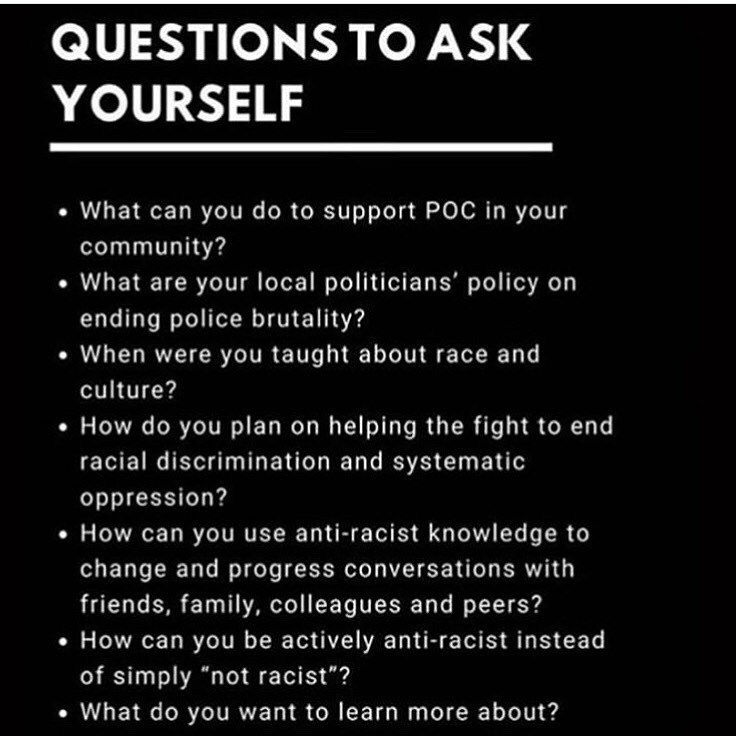 QUESTIONS TO ASK
YOURSELF
• What can you do to support POC in your
community?
• What are your local politicians’ policy on
ending police brutality?
• When were you taught about race and
culture?
• How do you plan on helping the fight to end
racial discrimination and systematic
oppression?
• How can you use anti-racist knowledge to
change and progress conversations with
friends, family, colleagues and peers?
• How can you be actively anti-racist instead
of simply “not racist”?
• What do you want to learn more about?